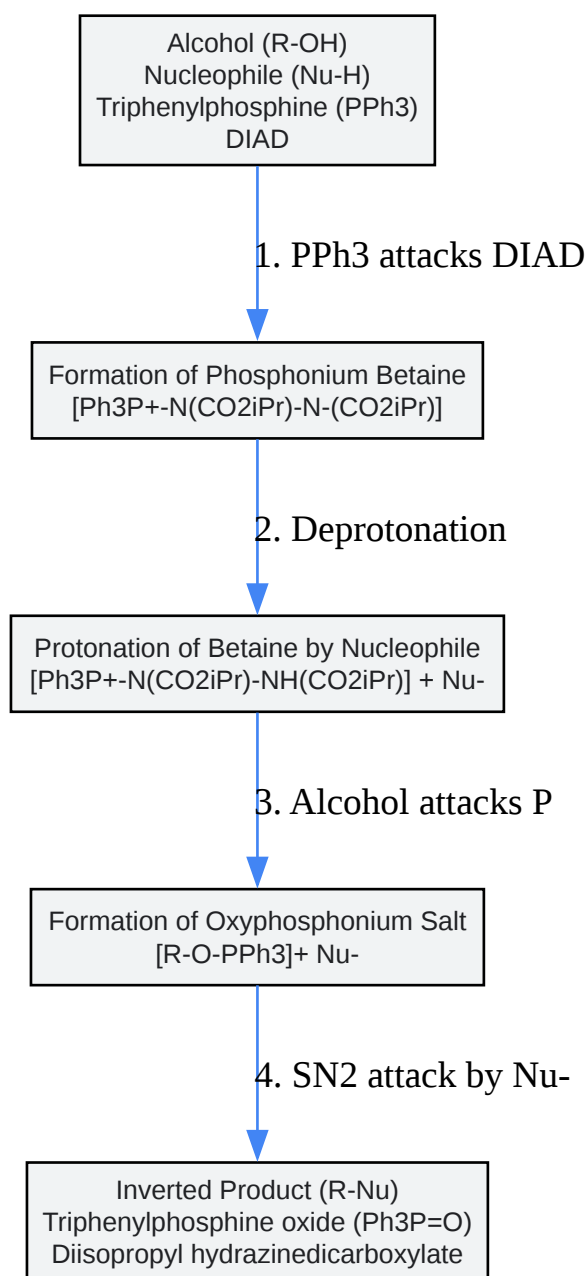 Alcohol (R-OH)
Nucleophile (Nu-H)
Triphenylphosphine (PPh3)
DIAD
1. PPh3 attacks DIAD
Formation of Phosphonium Betaine
[Ph3P+-N(CO2iPr)-N-(CO2iPr)]
2. Deprotonation
Protonation of Betaine by Nucleophile
[Ph3P+-N(CO2iPr)-NH(CO2iPr)] + Nu-
3. Alcohol attacks P
Formation of Oxyphosphonium Salt
[R-O-PPh3]+ Nu-
4. SN2 attack by Nu-
Inverted Product (R-Nu)
Triphenylphosphine oxide (Ph3P=O)
Diisopropyl hydrazinedicarboxylate